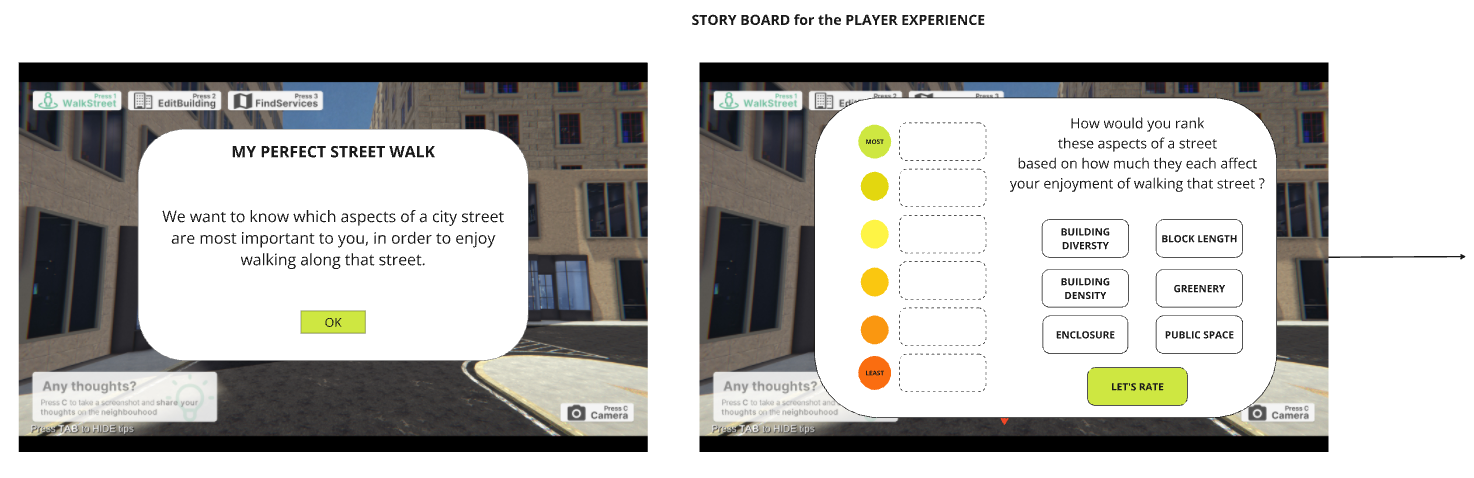 STORY BOARD for the PLAYER EXPERIENCE
Press 1
WalkStreet
Press 2
EditBuilding
Press 3
FindServices
MY PERFECT STREET WALK
We want to know which aspects of a city street
are most important to you, in order to enjoy
walking along that street.
OK
Any thoughts?
Press C to take a screenshot and share your
thoughts on the neighbouhood
Press TAB to HIDE tips
Press C
Camera
Press 1
WalkStreet
Press 2
Edit
Press 3
MOST
LEAST
How would you rank
these aspects of a street
based on how much they each affect
your enjoyment of walking that street ?
BUILDING
DIVERSTY
BLOCK LENGTH
BUILDING
DENSITY
GREENERY
ENCLOSURE
PUBLIC SPACE
LET'S RATE
Any thoughts?
Press C to take a screenshot and
thoughts on the neighbouhood
Press TAB to HIDE tips
Press C
Camera